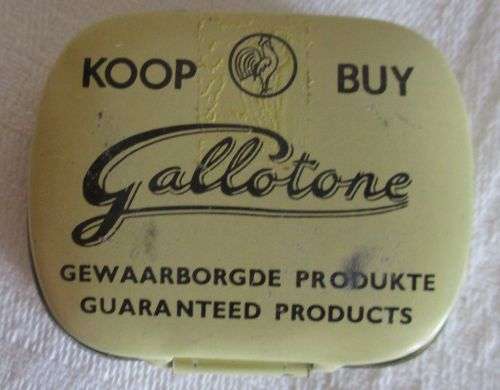 KOOP BUY
Gallotone
GEWAARBORGDE PRODUKTE
GUARANTEED PRODUCTS